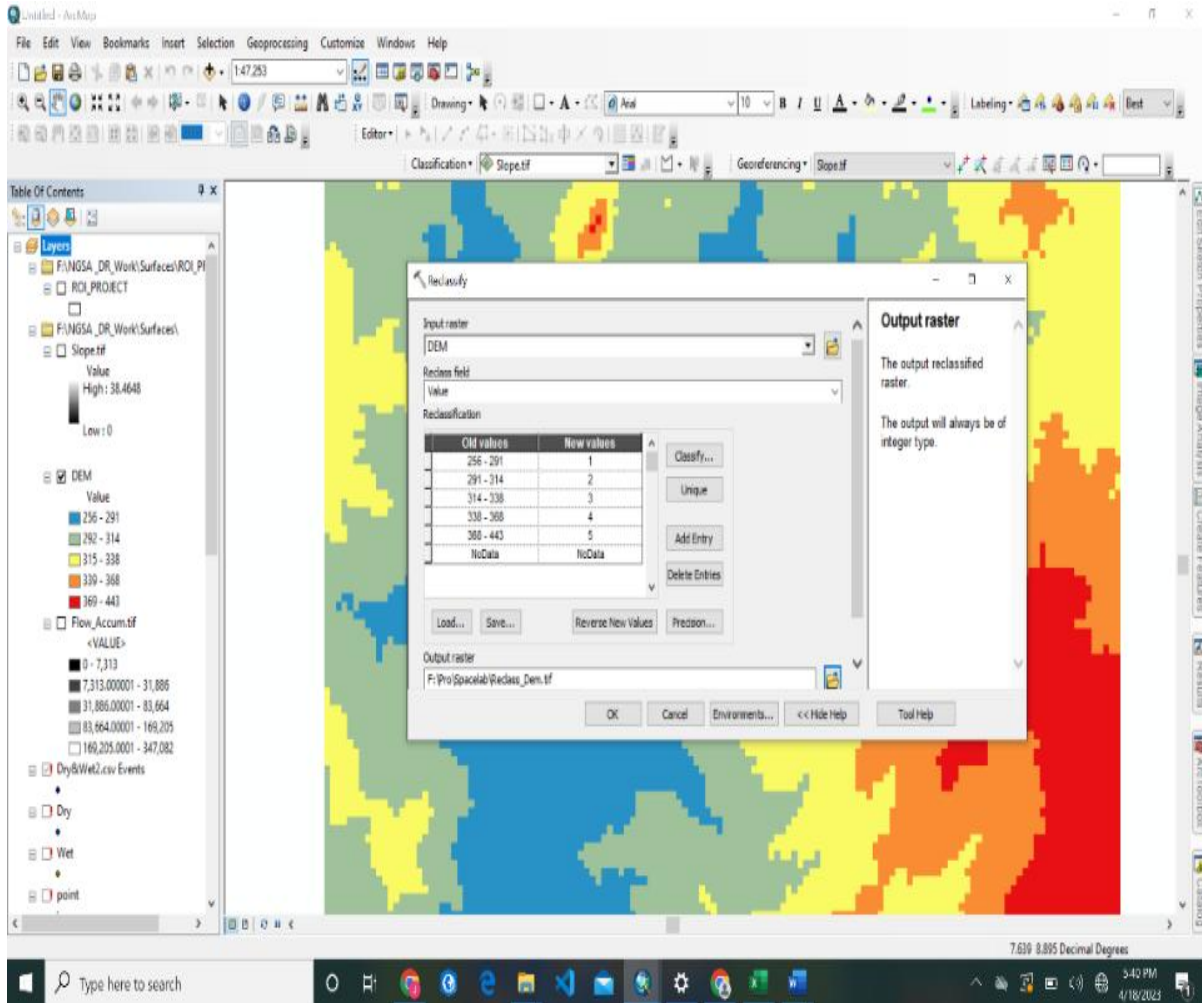 Untitled - ArcMap
File Edit View Bookmarks Insert Selection Geoprocessing Customize Windows Help
1:47,253
Drawing Arial 10 B I U A Labeling Best
Editor
Classification Slope.tif Georeferencing Slope.tif
Table Of Contents
Layers
F:\NGSA_DR_Work\Surfaces\ROI_PI
ROI_PROJECT
F:\NGSA_DR_Work\Surfaces\
Slope.tif
Value
High : 38.4648
Low : 0
DEM
Value
256 - 291
292 - 314
315 - 338
339 - 368
369 - 443
Flow_Accum.tif
<VALUE>
0 - 7,313
7,313.000001 - 31,886
31,886.00001 - 83,664
83,664.00001 - 169,205
169,205.0001 - 347,082
Dry&Wet2.csv Events
Dry
Wet
point
Reclassify
Input raster
DEM
Reclass field
Value
Reclassification
Old values New values
256 - 291 1
291 - 314 2
314 - 338 3
338 - 368 4
368 - 443 5
NoData NoData
Classify...
Unique
Add Entry
Delete Entries
Load... Save... Reverse New Values Precision...
Output raster
F:\Pro\Spacelab\Reclass_Dem.tif
OK Cancel Environments... << Hide Help Tool Help
Output raster
The output reclassified
raster.
The output will always be of
integer type.
Image Analysis
Create Features
Results
ArcToolbox
Catalog
7.639 8.895 Decimal Degrees
Type here to search
5:40 PM
4/18/2023